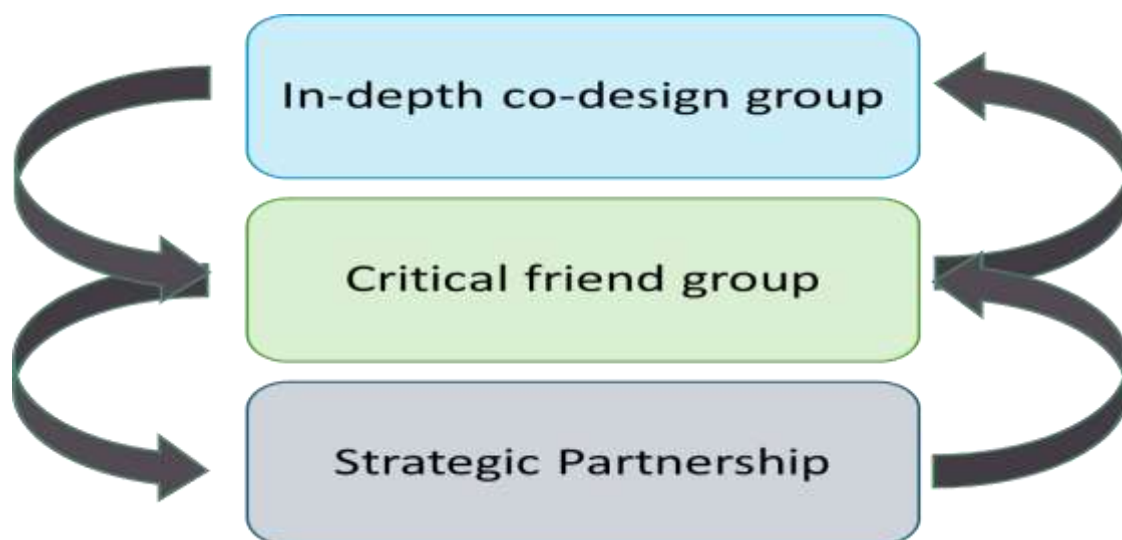 In-depth co-design group
Critical friend group
Strategic Partnership